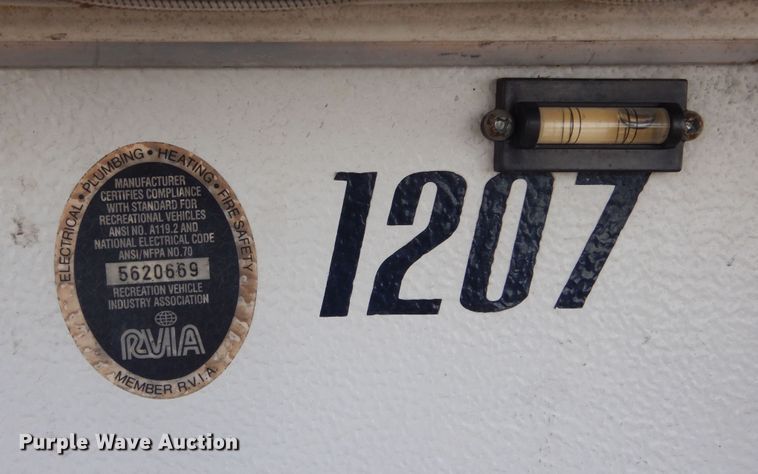 ELECTRICAL • PLUMBING • HEATING • FIRE SAFETY
MANUFACTURER
CERTIFIES COMPLIANCE
WITH STANDARD FOR
RECREATIONAL VEHICLES
ANSI NO. A119.2 AND
NATIONAL ELECTRICAL CODE
ANSI/NFPA NO.70
5620669
RECREATION VEHICLE
INDUSTRY ASSOCIATION
RVIA
MEMBER R.V.I.A.
1207
Purple Wave Auction